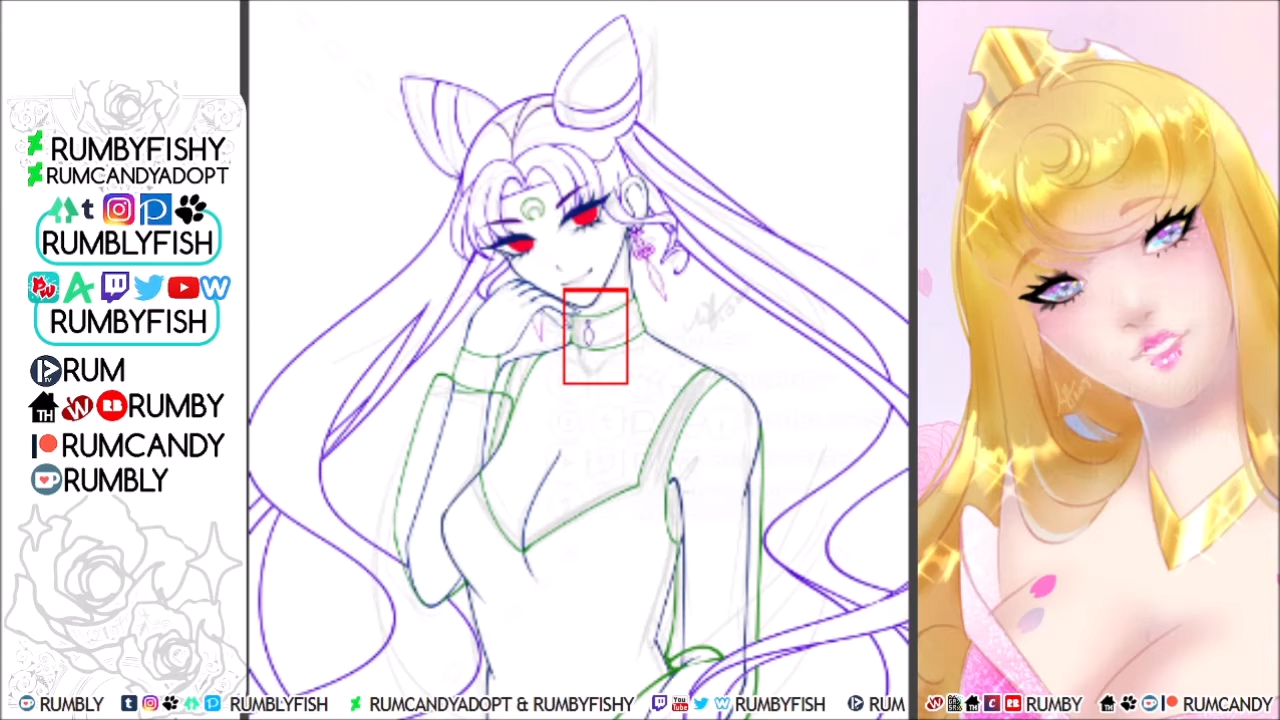 RUMBYFISHY
RUMCANDYADOPT
RUMBLYFISH
RUMBYFISH
RUM
RUMBY
RUMCANDY
RUMBLY
RUMBLY RUMBLYFISH RUMCANDYADOPT & RUMBYFISHY RUMBYFISH RUM RUMBY RUMCANDY